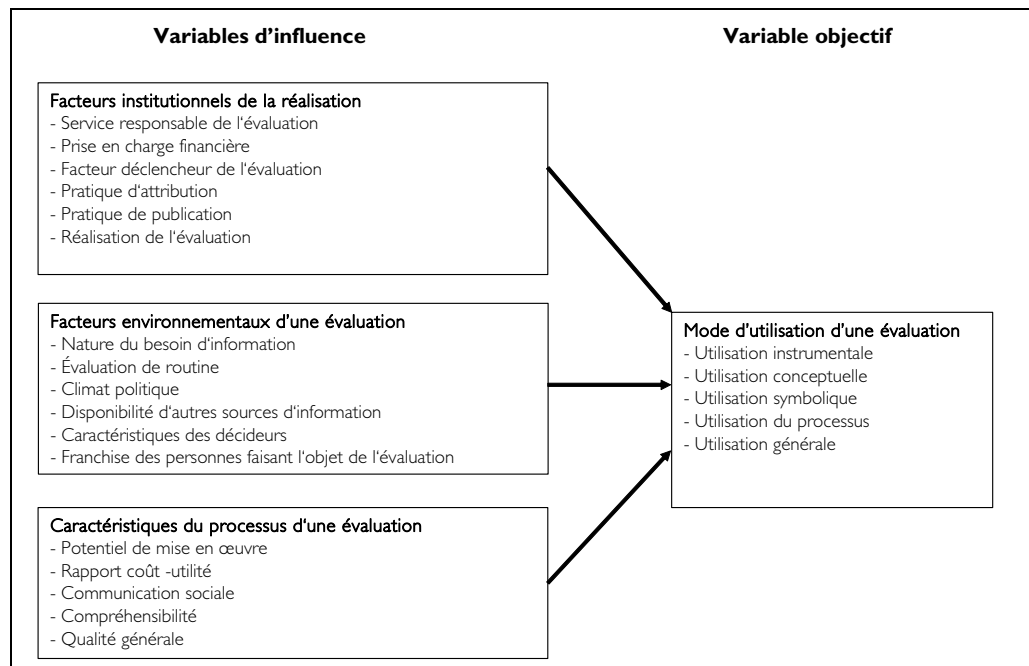 Variables d’influence
Variable objectif
Facteurs institutionnels de la réalisation
- Service responsable de l‘évaluation
- Prise en charge financière
- Facteur déclencheur de l‘évaluation
- Pratique d‘attribution
- Pratique de publication
- Réalisation de l‘évaluation
Facteurs environnementaux d’une évaluation
- Nature du besoin d‘information
- Évaluation de routine
- Climat politique
- Disponibilité d‘autres sources d‘information
- Caractéristiques des décideurs
- Franchise des personnes faisant l‘objet de l‘évaluation
Caractéristiques du processus d‘une évaluation
- Potentiel de mise en œuvre
- Rapport coût -utilité
- Communication sociale
- Compréhensibilité
- Qualité générale
Mode d’utilisation d’une évaluation
- Utilisation instrumentale
- Utilisation conceptuelle
- Utilisation symbolique
- Utilisation du processus
- Utilisation générale